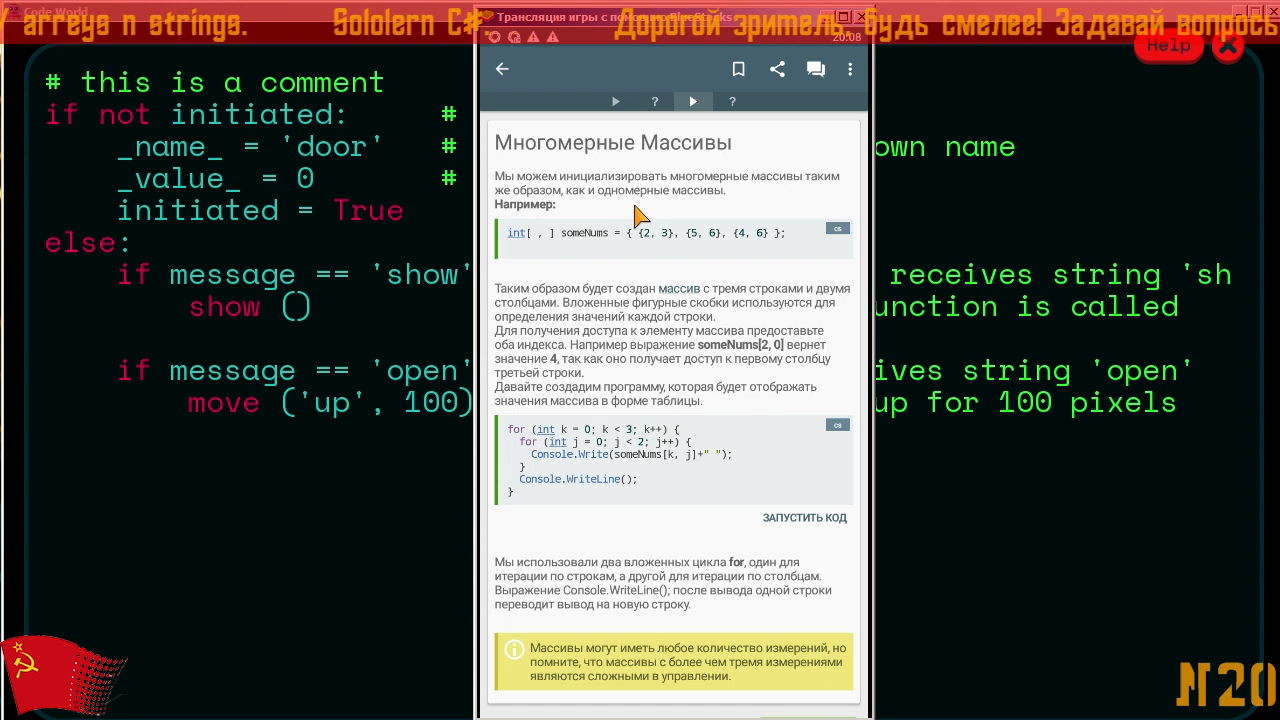 Code World
arreys n strings. Sololern C#. Дорогой зритель, будь смелее! Задавай вопрось
Трансляция игры с помощью BlueStacks
20:08
Help
# this is a comment
if not initiated: #
_name_ = 'door' # own name
_value_ = 0 #
initiated = True
else:
if message == 'show' receives string 'sh
show () unction is called
if message == 'open' ives string 'open'
move ('up', 100) up for 100 pixels
Многомерные Массивы
Мы можем инициализировать многомерные массивы таким
же образом, как и одномерные массивы.
Например:
cs
int[ , ] someNums = { {2, 3}, {5, 6}, {4, 6} };
Таким образом будет создан массив с тремя строками и двумя
столбцами. Вложенные фигурные скобки используются для
определения значений каждой строки.
Для получения доступа к элементу массива предоставьте
оба индекса. Например выражение someNums[2, 0] вернет
значение 4, так как оно получает доступ к первому столбцу
третьей строки.
Давайте создадим программу, которая будет отображать
значения массива в форме таблицы.
cs
for (int k = 0; k < 3; k++) {
for (int j = 0; j < 2; j++) {
Console.Write(someNums[k, j]+" ");
}
Console.WriteLine();
}
ЗАПУСТИТЬ КОД
Мы использовали два вложенных цикла for, один для
итерации по строкам, а другой для итерации по столбцам.
Выражение Console.WriteLine(); после вывода одной строки
переводит вывод на новую строку.
Массивы могут иметь любое количество измерений, но
помните, что массивы с более чем тремя измерениями
являются сложными в управлении.
N20